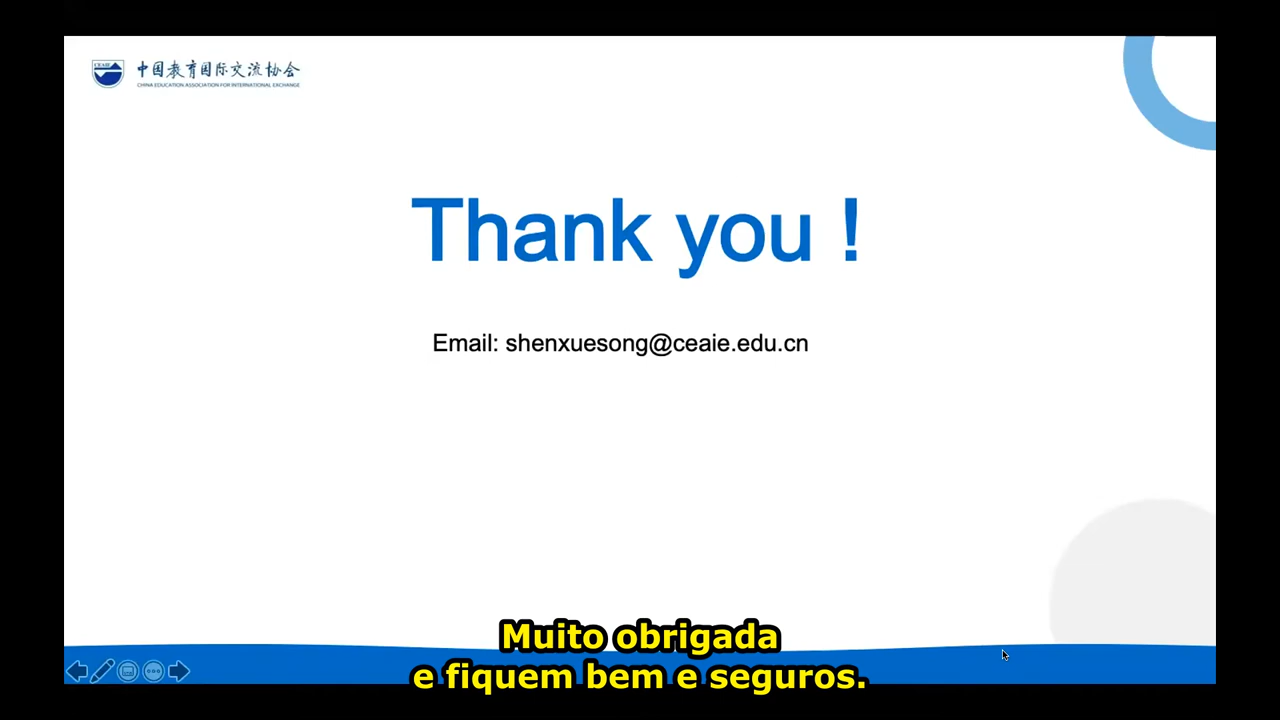 CEAIE
中国教育国际交流协会
CHINA EDUCATION ASSOCIATION FOR INTERNATIONAL EXCHANGE
Thank you !
Email: shenxuesong@ceaie.edu.cn
Muito obrigada
e fiquem bem e seguros.